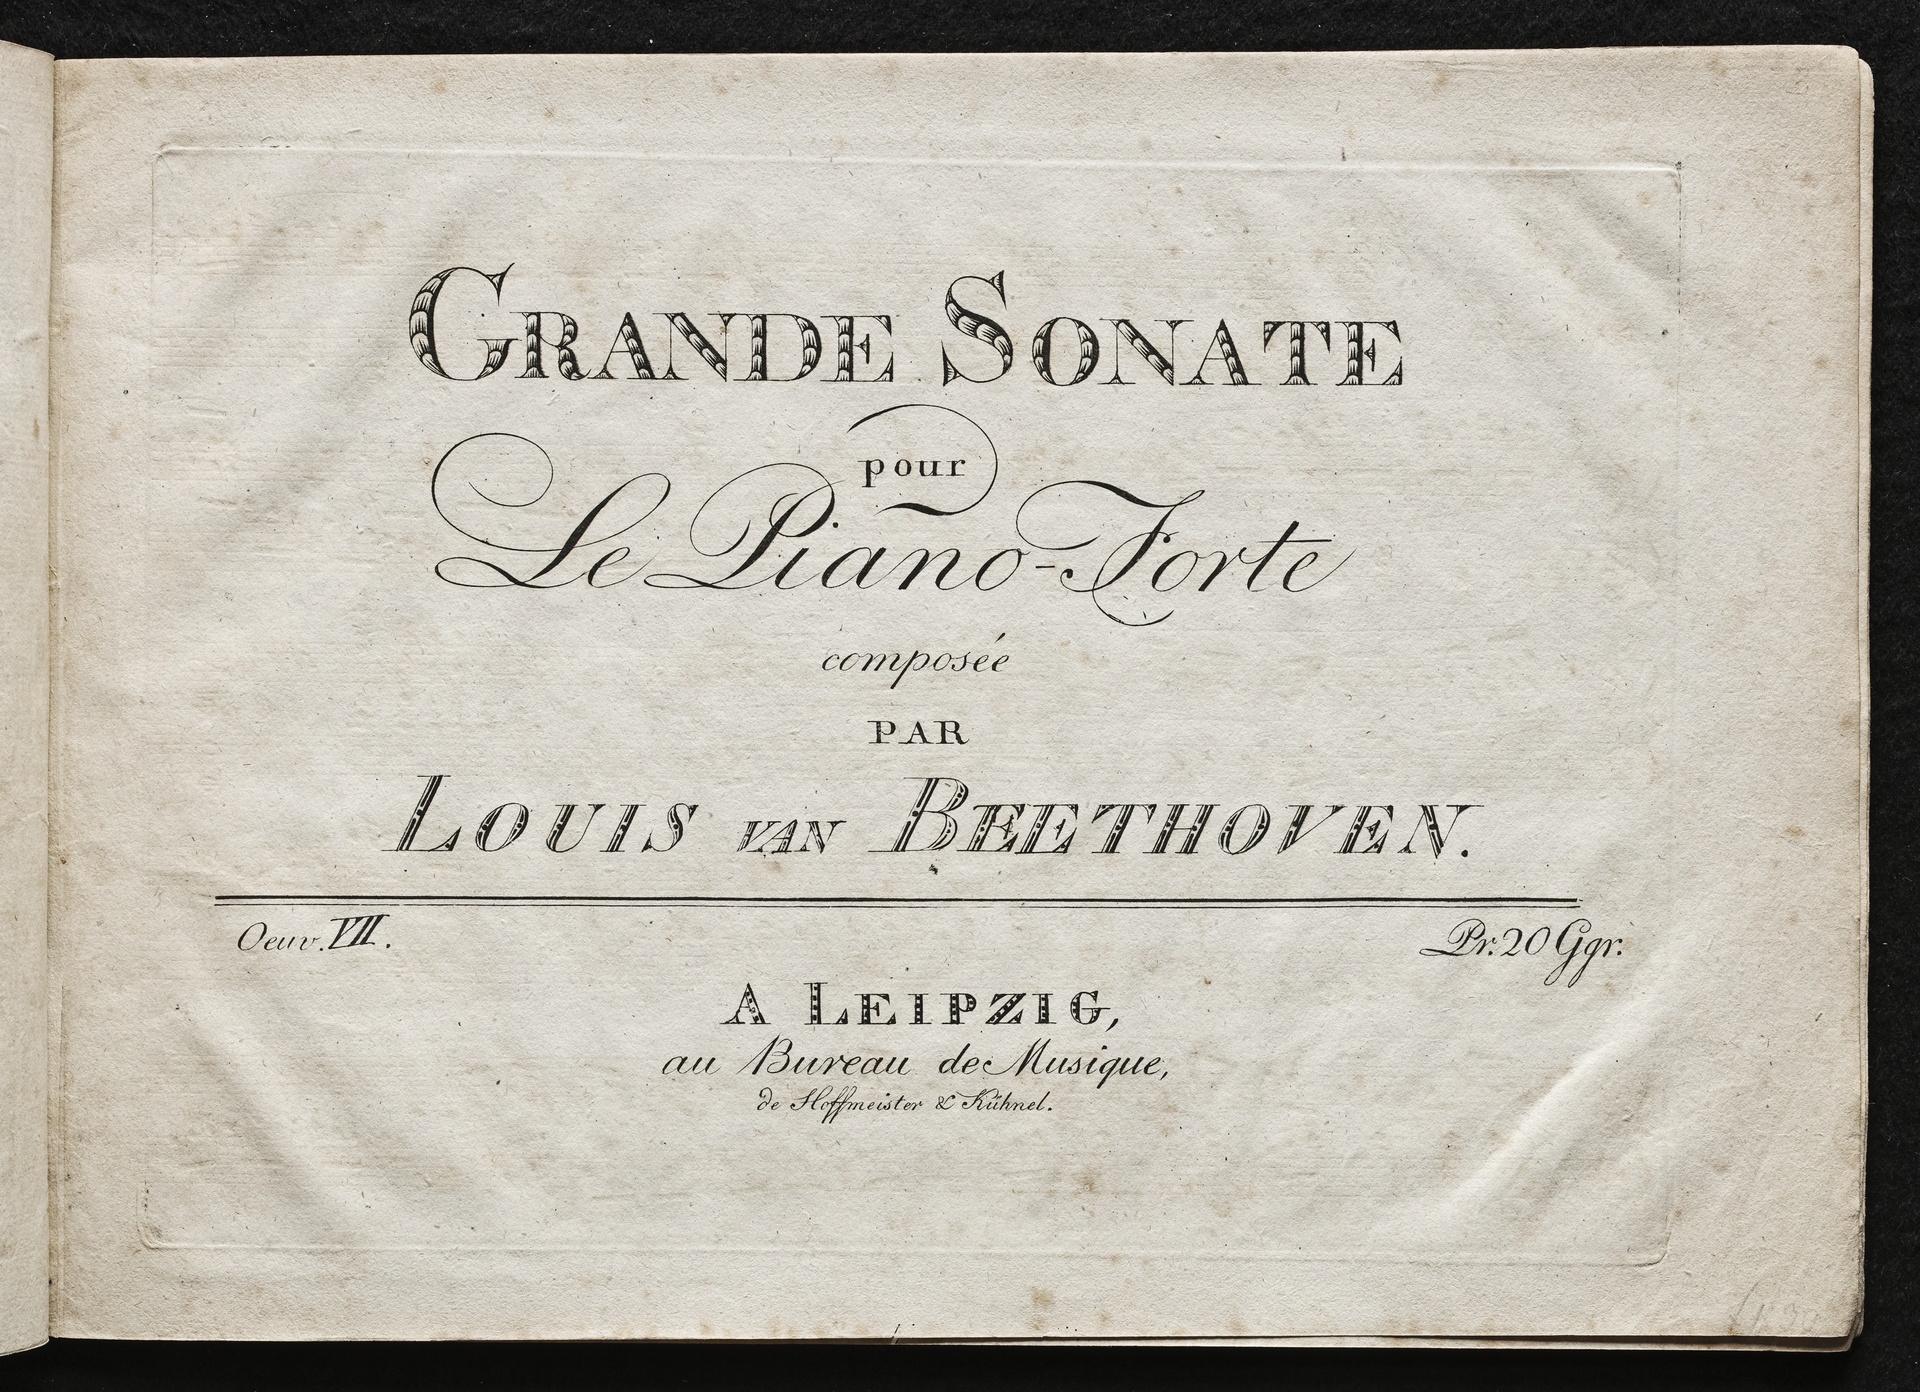 GRANDE SONATE
pour
Le Piano-Forte
composée
PAR
LOUIS VAN BEETHOVEN.
Oeuv. VII.
Pr. 20 Ggr.
A LEIPZIG,
au Bureau de Musique,
de Hoffmeister & Kühnel.